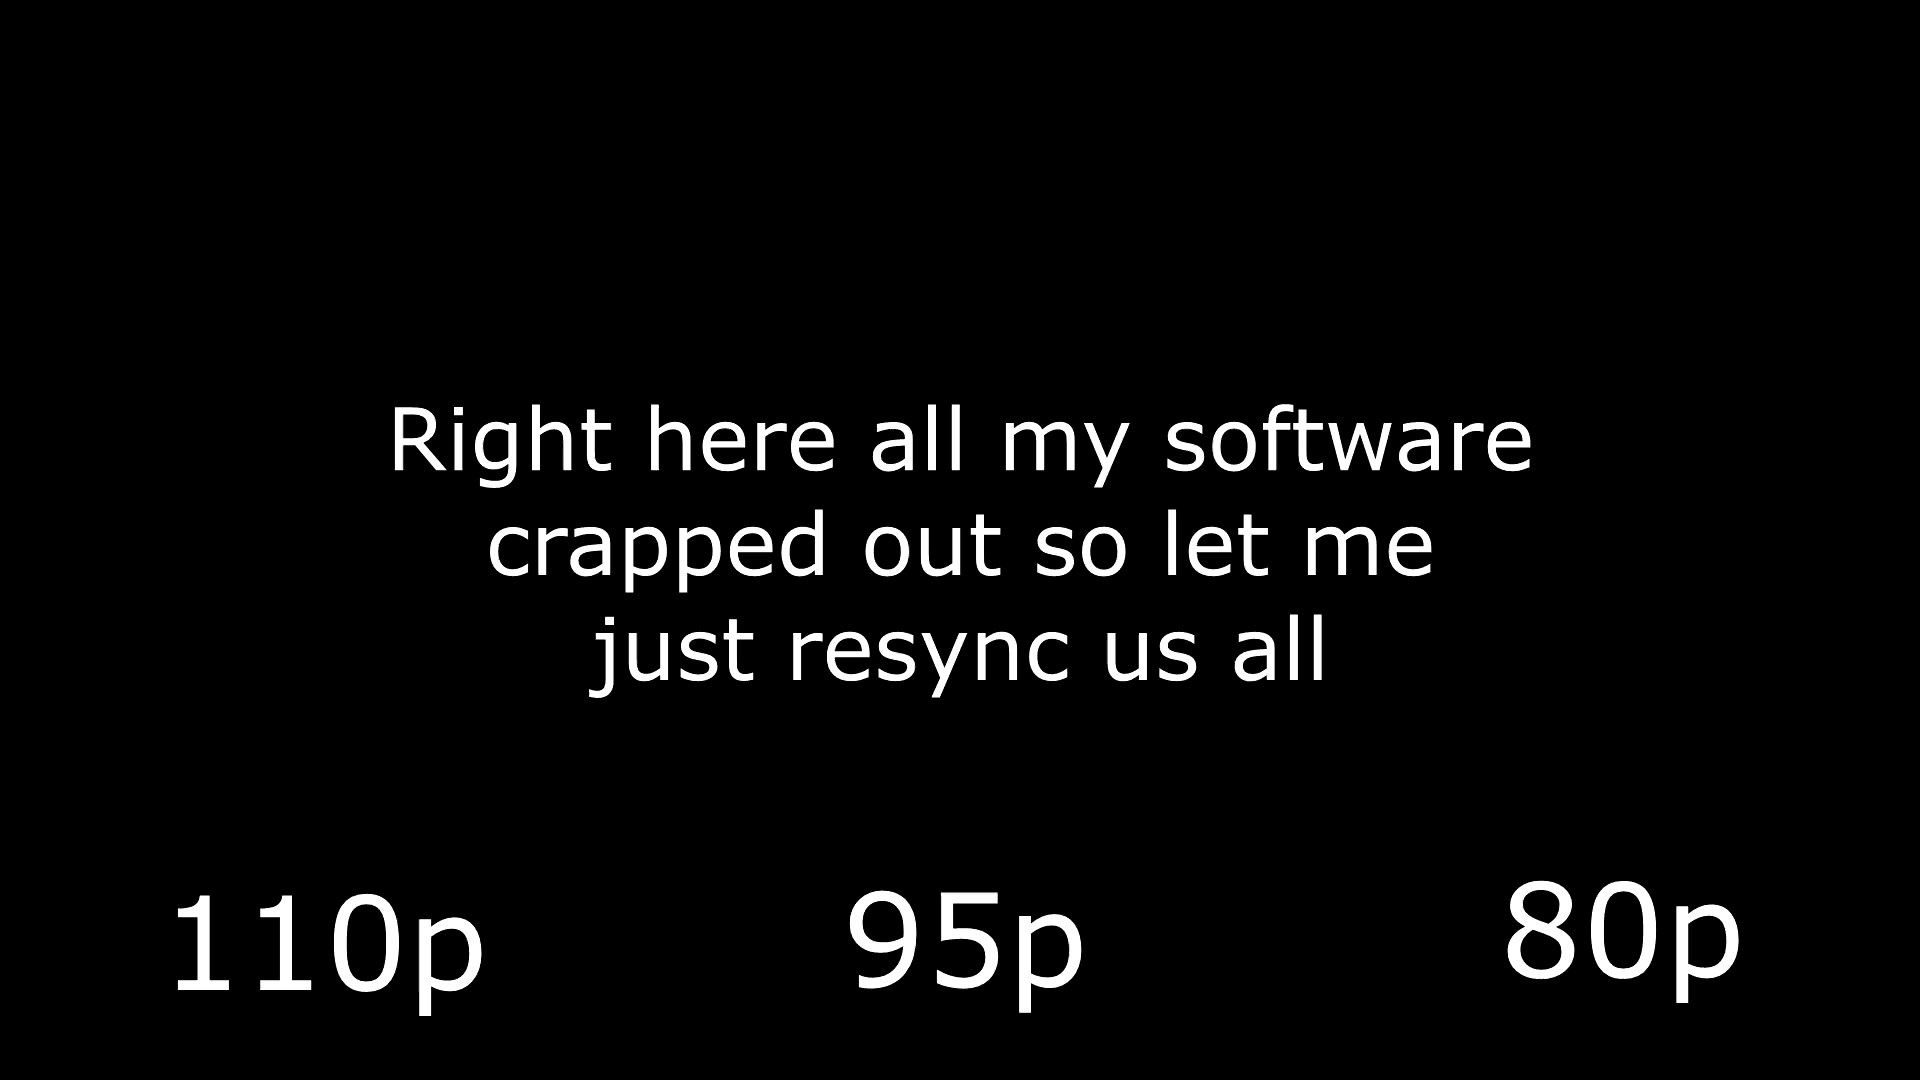 Right here all my software
crapped out so let me
just resync us all
110p 95p 80p